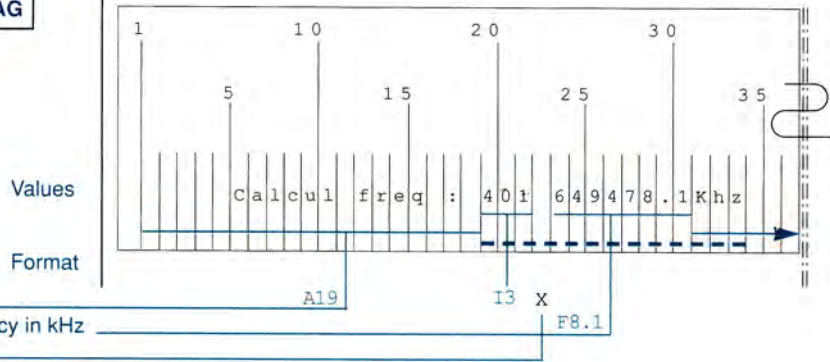 AG
1 10 20 30
5 15 25 35
Values Calcul freq : 401 649478.1Khz
Format
A19 I3 X
cy in kHz F8.1